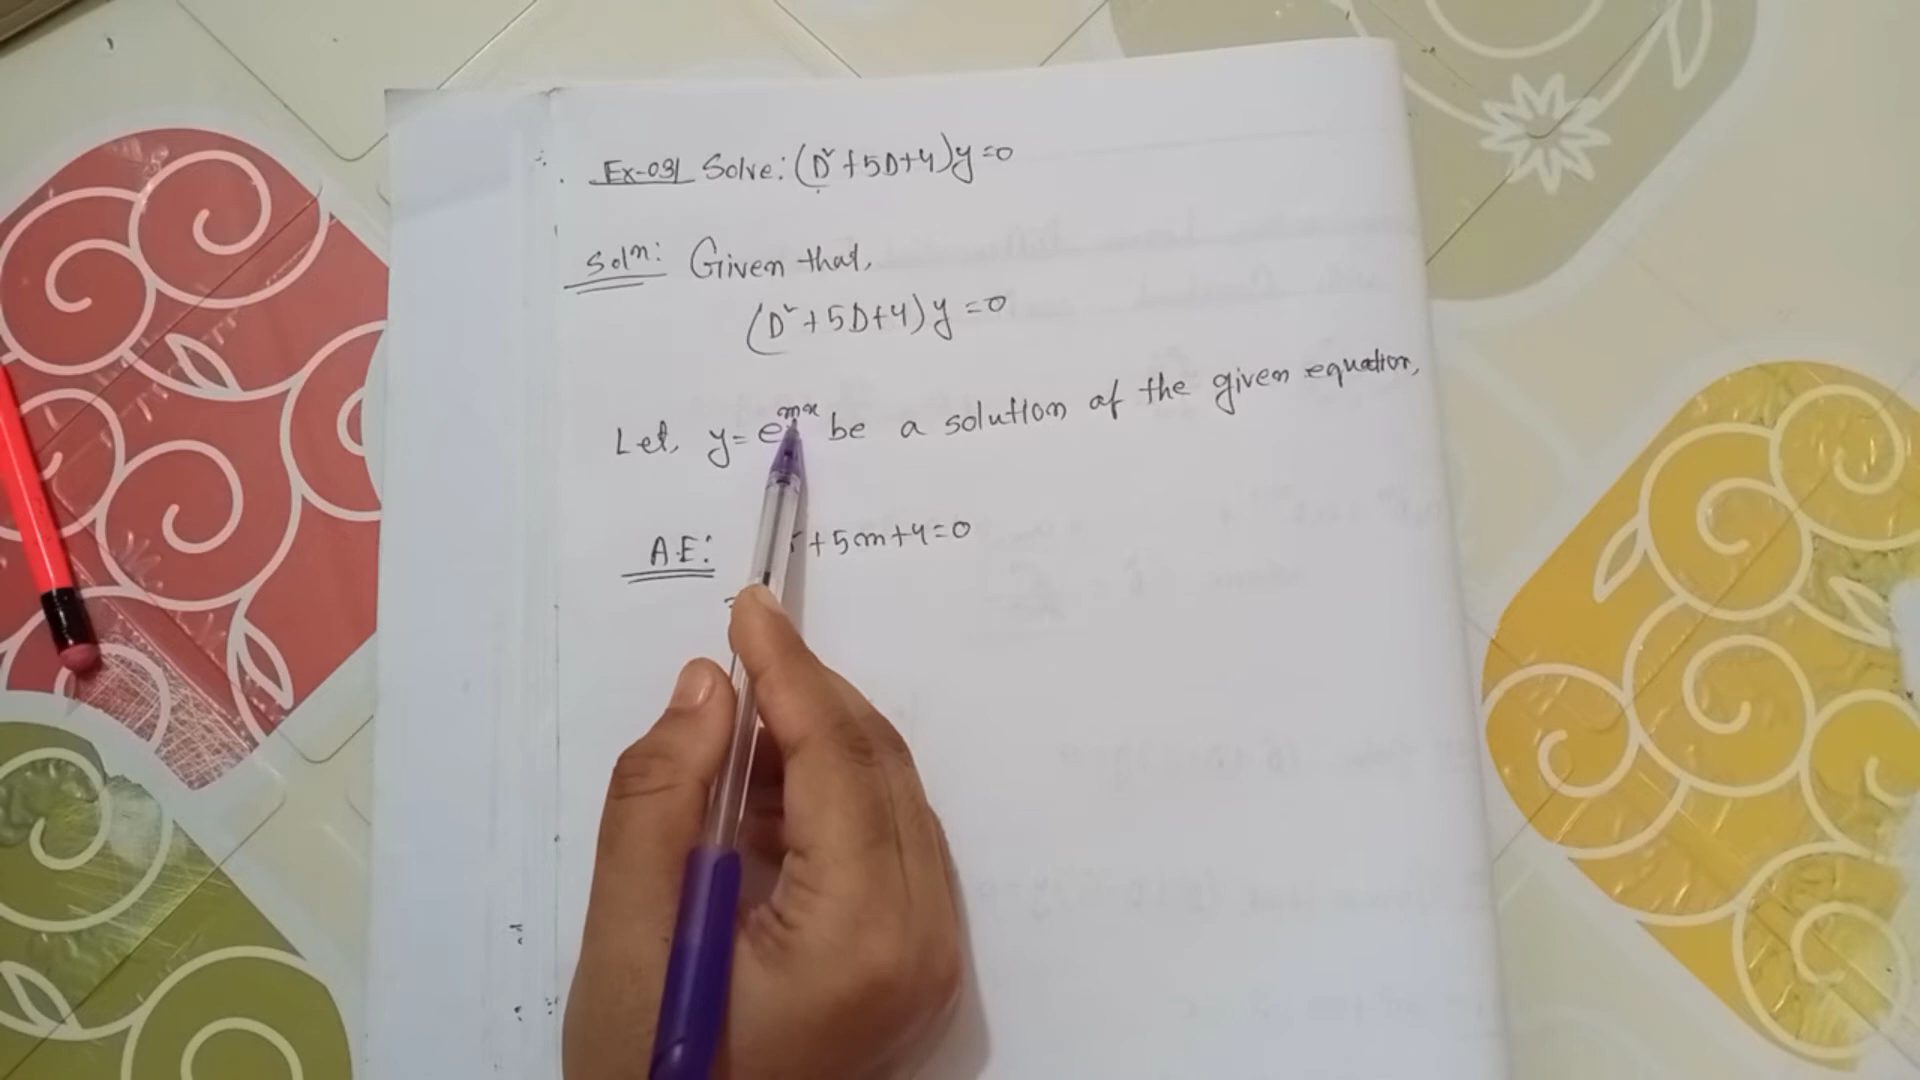 Ex-03/ Solve: (D² + 5D + 4)y = 0
Solⁿ: Given that,
(D² + 5D + 4) y = 0
Let, y = e^mx be a solution of the given equation,
A.E: + 5m + 4 = 0